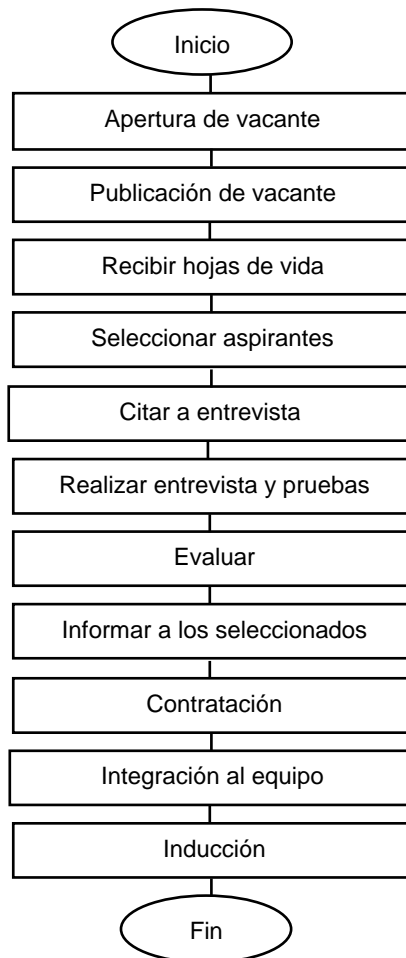 Inicio
Apertura de vacante
Publicación de vacante
Recibir hojas de vida
Seleccionar aspirantes
Citar a entrevista
Realizar entrevista y pruebas
Evaluar
Informar a los seleccionados
Contratación
Integración al equipo
Inducción
Fin